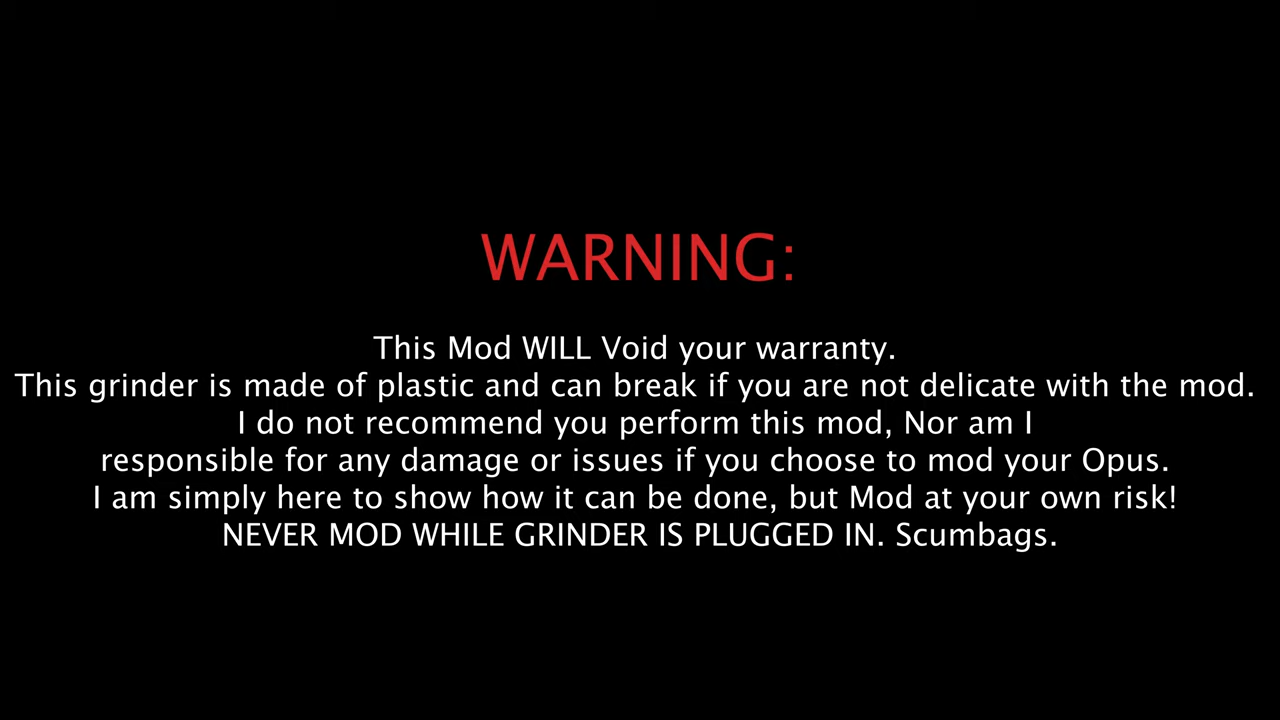 WARNING:
This Mod WILL Void your warranty.
This grinder is made of plastic and can break if you are not delicate with the mod.
I do not recommend you perform this mod, Nor am I
responsible for any damage or issues if you choose to mod your Opus.
I am simply here to show how it can be done, but Mod at your own risk!
NEVER MOD WHILE GRINDER IS PLUGGED IN. Scumbags.